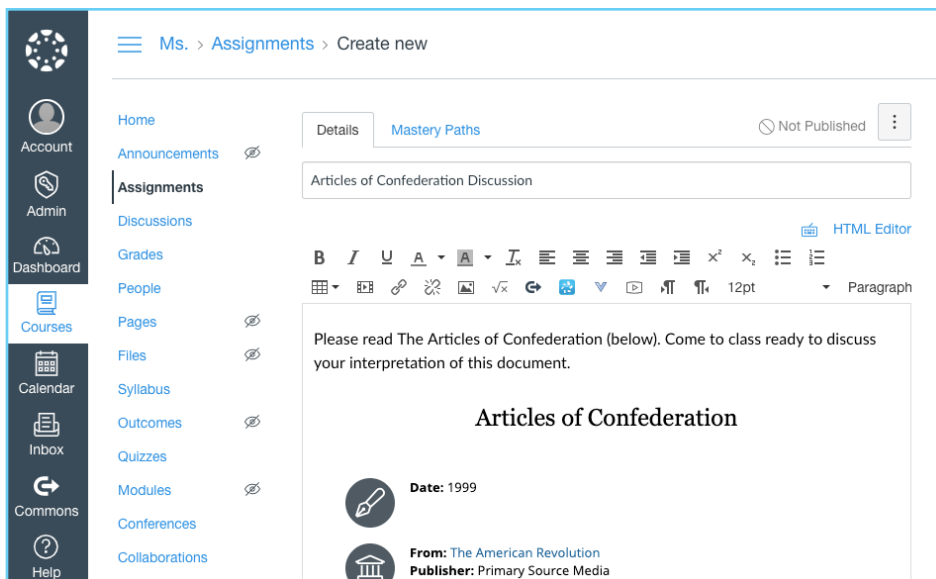 Ms. > Assignments > Create new
Account
Admin
Dashboard
Courses
Calendar
Inbox
Commons
Help
Home
Announcements
Assignments
Discussions
Grades
People
Pages
Files
Syllabus
Outcomes
Quizzes
Modules
Conferences
Collaborations
Details Mastery Paths Not Published
Articles of Confederation Discussion
HTML Editor
B I U A A Tx x² x₂
√x V 12pt Paragraph
Please read The Articles of Confederation (below). Come to class ready to discuss
your interpretation of this document.
Articles of Confederation
Date: 1999
From: The American Revolution
Publisher: Primary Source Media